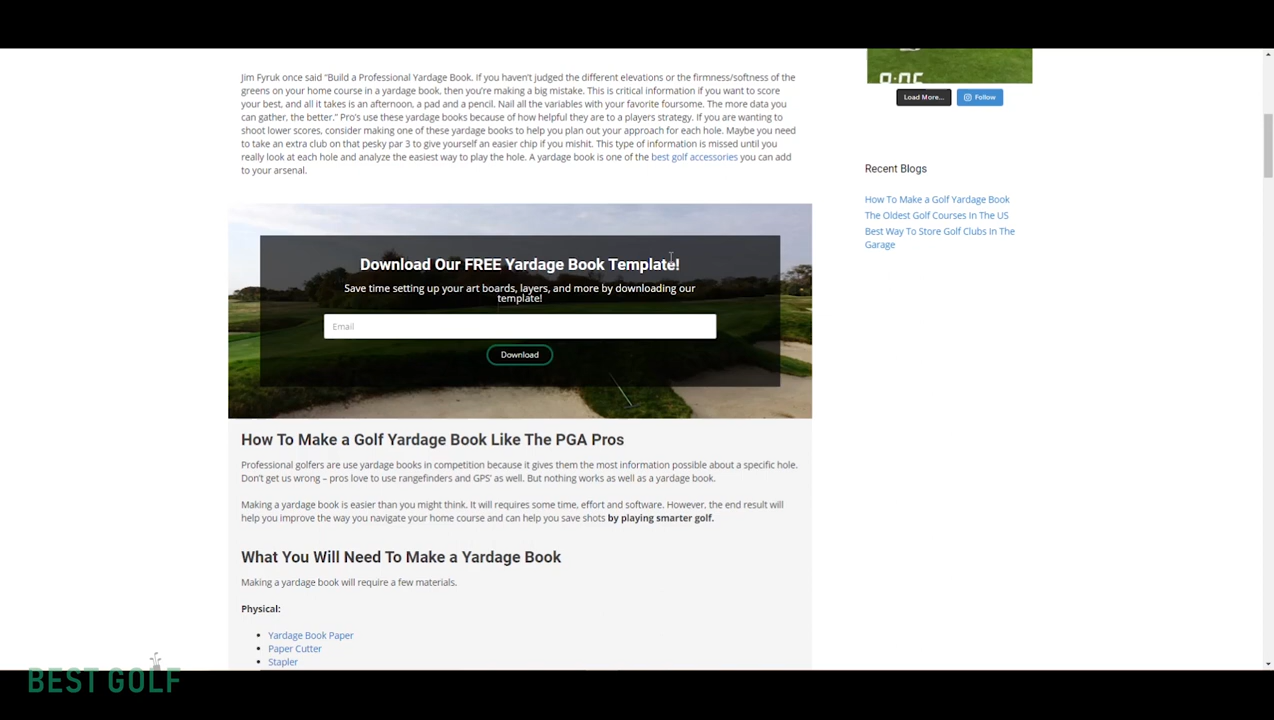 Jim Fyruk once said “Build a Professional Yardage Book. If you haven’t judged the different elevations or the firmness/softness of the
greens on your home course in a yardage book, then you’re making a big mistake. This is critical information if you want to score
your best, and all it takes is an afternoon, a pad and a pencil. Nail all the variables with your favorite foursome. The more data you
can gather, the better.” Pro’s use these yardage books because of how helpful they are to a players strategy. If you are wanting to
shoot lower scores, consider making one of these yardage books to help you plan out your approach for each hole. Maybe you need
to take an extra club on that pesky par 3 to give yourself an easier chip if you mishit. This type of information is missed until you
really look at each hole and analyze the easiest way to play the hole. A yardage book is one of the best golf accessories you can add
to your arsenal.
Load More...
Follow
Recent Blogs
How To Make a Golf Yardage Book
The Oldest Golf Courses In The US
Best Way To Store Golf Clubs In The
Garage
Download Our FREE Yardage Book Template!
Save time setting up your art boards, layers, and more by downloading our
template!
Email
Download
How To Make a Golf Yardage Book Like The PGA Pros
Professional golfers are use yardage books in competition because it gives them the most information possible about a specific hole.
Don’t get us wrong – pros love to use rangefinders and GPS’ as well. But nothing works as well as a yardage book.
Making a yardage book is easier than you might think. It will requires some time, effort and software. However, the end result will
help you improve the way you navigate your home course and can help you save shots by playing smarter golf.
What You Will Need To Make a Yardage Book
Making a yardage book will require a few materials.
Physical:
Yardage Book Paper
Paper Cutter
Stapler
BEST GOLF